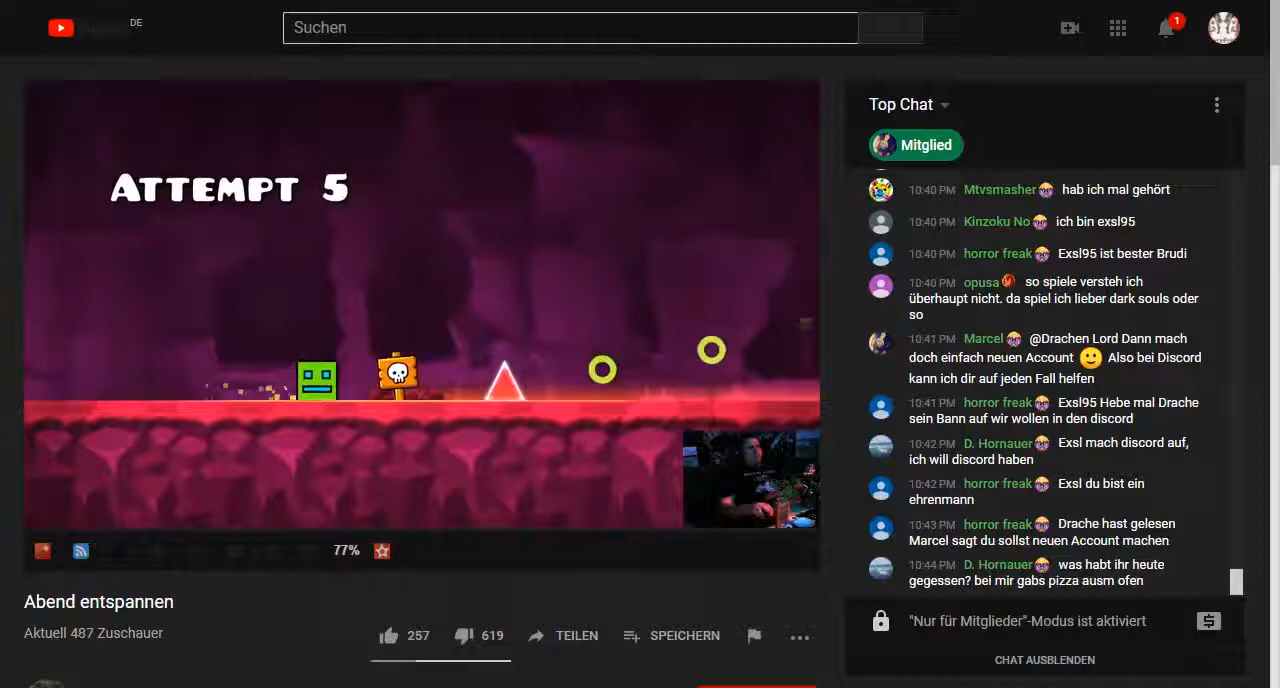 DE
Suchen
1
ATTEMPT 5
77%
Abend entspannen
Aktuell 487 Zuschauer
257
619
TEILEN
SPEICHERN
Top Chat
Mitglied
10:40 PM Mtvsmasher hab ich mal gehört
10:40 PM Kinzoku No ich bin exsl95
10:40 PM horror freak Exsl95 ist bester Brudi
10:40 PM opusa so spiele versteh ich
überhaupt nicht. da spiel ich lieber dark souls oder
so
10:41 PM Marcel @Drachen Lord Dann mach
doch einfach neuen Account 🙂 Also bei Discord
kann ich dir auf jeden Fall helfen
10:41 PM horror freak Exsl95 Hebe mal Drache
sein Bann auf wir wollen in den discord
10:42 PM D. Hornauer Exsl mach discord auf,
ich will discord haben
10:42 PM horror freak Exsl du bist ein
ehrenmann
10:43 PM horror freak Drache hast gelesen
Marcel sagt du sollst neuen Account machen
10:44 PM D. Hornauer was habt ihr heute
gegessen? bei mir gabs pizza ausm ofen
"Nur für Mitglieder"-Modus ist aktiviert
CHAT AUSBLENDEN